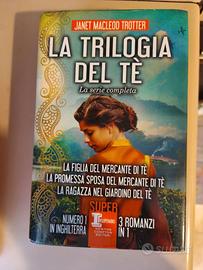 JANET MACLEOD TROTTER
LA TRILOGIA
DEL TÈ
La serie completa
LA FIGLIA DEL MERCANTE DI TÈ
LA PROMESSA SPOSA DEL MERCANTE DI TÈ
LA RAGAZZA NEL GIARDINO DEL TÈ
SUPER
NUMERO 1
IN INGHILTERRA
3 ROMANZI
IN 1